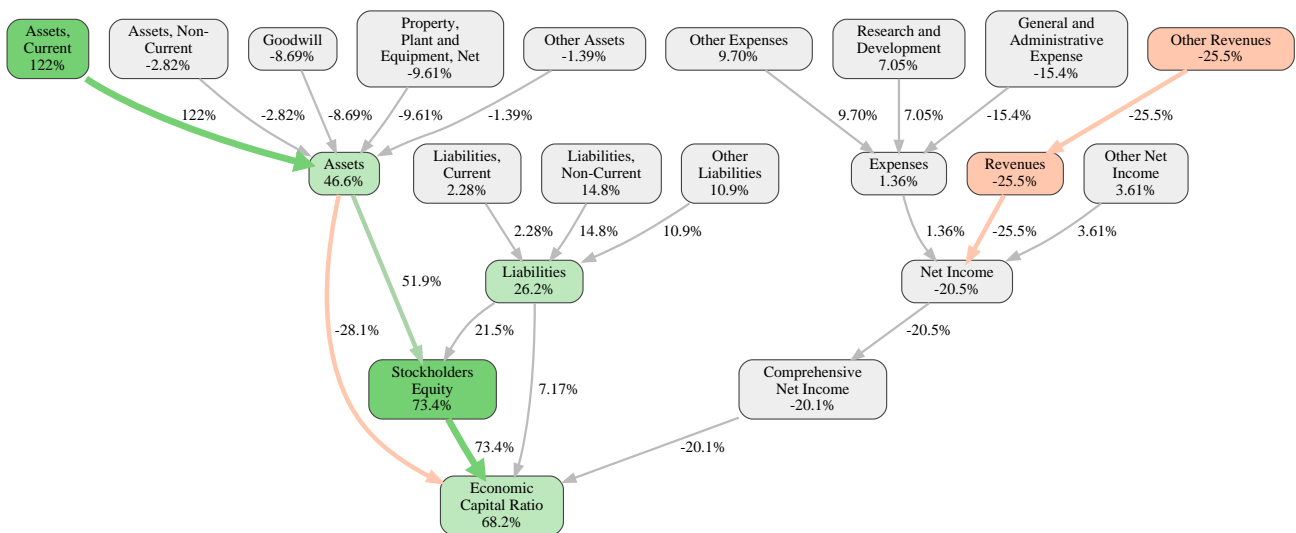 Assets,
Current
122%
Assets, Non-
Current
-2.82%
Goodwill
-8.69%
Property,
Plant and
Equipment, Net
-9.61%
Other Assets
-1.39%
Other Expenses
9.70%
Research and
Development
7.05%
General and
Administrative
Expense
-15.4%
Other Revenues
-25.5%
122%
-2.82%
-8.69%
-9.61%
-1.39%
9.70%
7.05%
-15.4%
-25.5%
Assets
46.6%
Liabilities,
Current
2.28%
Liabilities,
Non-Current
14.8%
Other
Liabilities
10.9%
Expenses
1.36%
Revenues
-25.5%
Other Net
Income
3.61%
2.28%
14.8%
10.9%
1.36%
-25.5%
3.61%
51.9%
Liabilities
26.2%
Net Income
-20.5%
-28.1%
21.5%
-20.5%
Stockholders
Equity
73.4%
7.17%
Comprehensive
Net Income
-20.1%
73.4%
-20.1%
Economic
Capital Ratio
68.2%